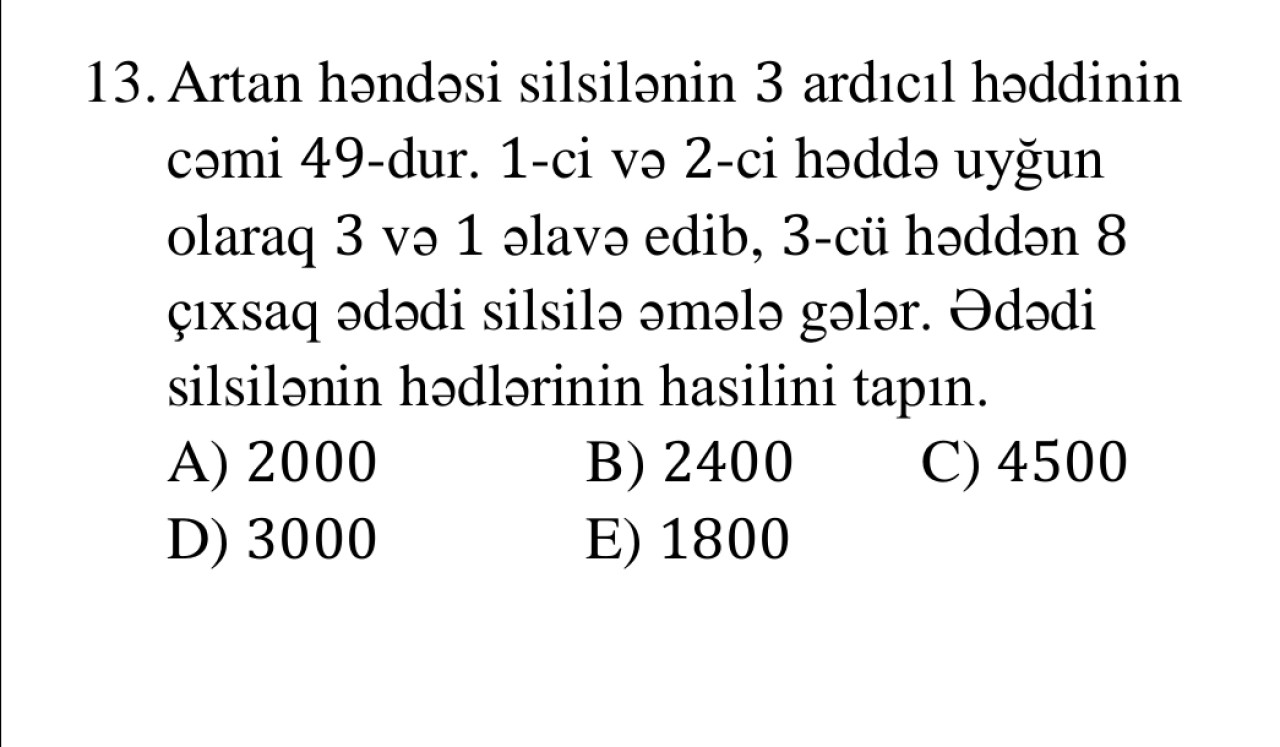 13. Artan həndəsi silsilənin 3 ardıcıl həddinin
cəmi 49-dur. 1-ci və 2-ci həddə uyğun
olaraq 3 və 1 əlavə edib, 3-cü həddən 8
çıxsaq ədədi silsilə əmələ gələr. Ədədi
silsilənin hədlərinin hasilini tapın.
A) 2000 B) 2400 C) 4500
D) 3000 E) 1800